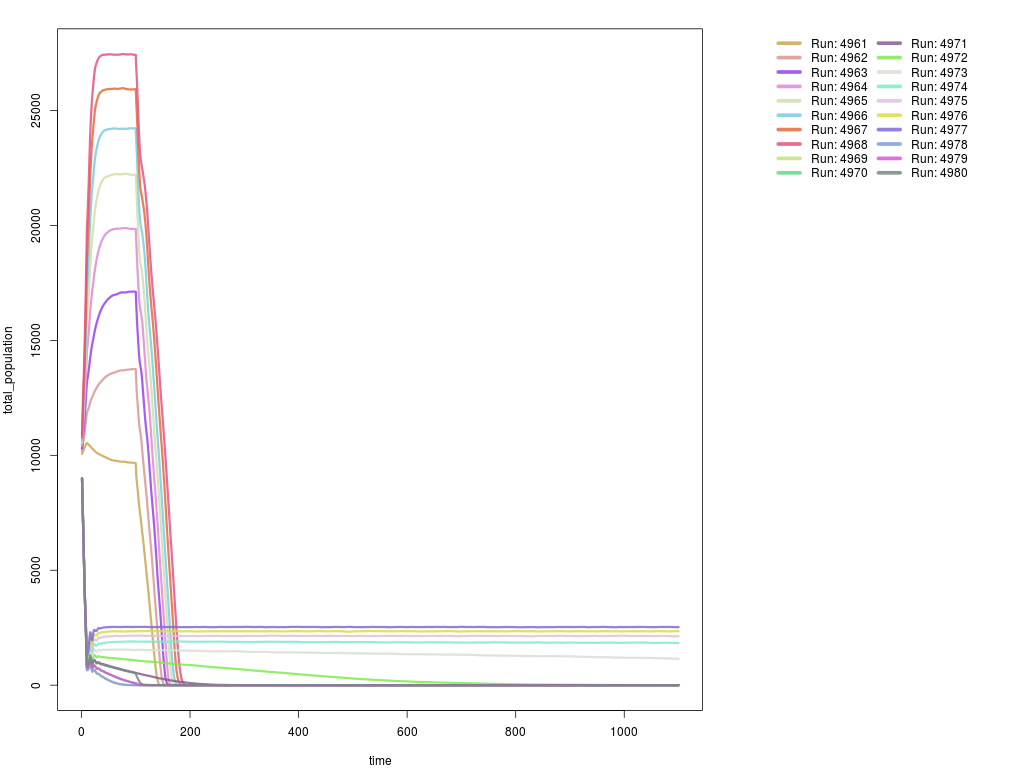 total_population
25000
20000
15000
10000
5000
0
0 200 400 600 800 1000
time
Run: 4961 Run: 4971
Run: 4962 Run: 4972
Run: 4963 Run: 4973
Run: 4964 Run: 4974
Run: 4965 Run: 4975
Run: 4966 Run: 4976
Run: 4967 Run: 4977
Run: 4968 Run: 4978
Run: 4969 Run: 4979
Run: 4970 Run: 4980